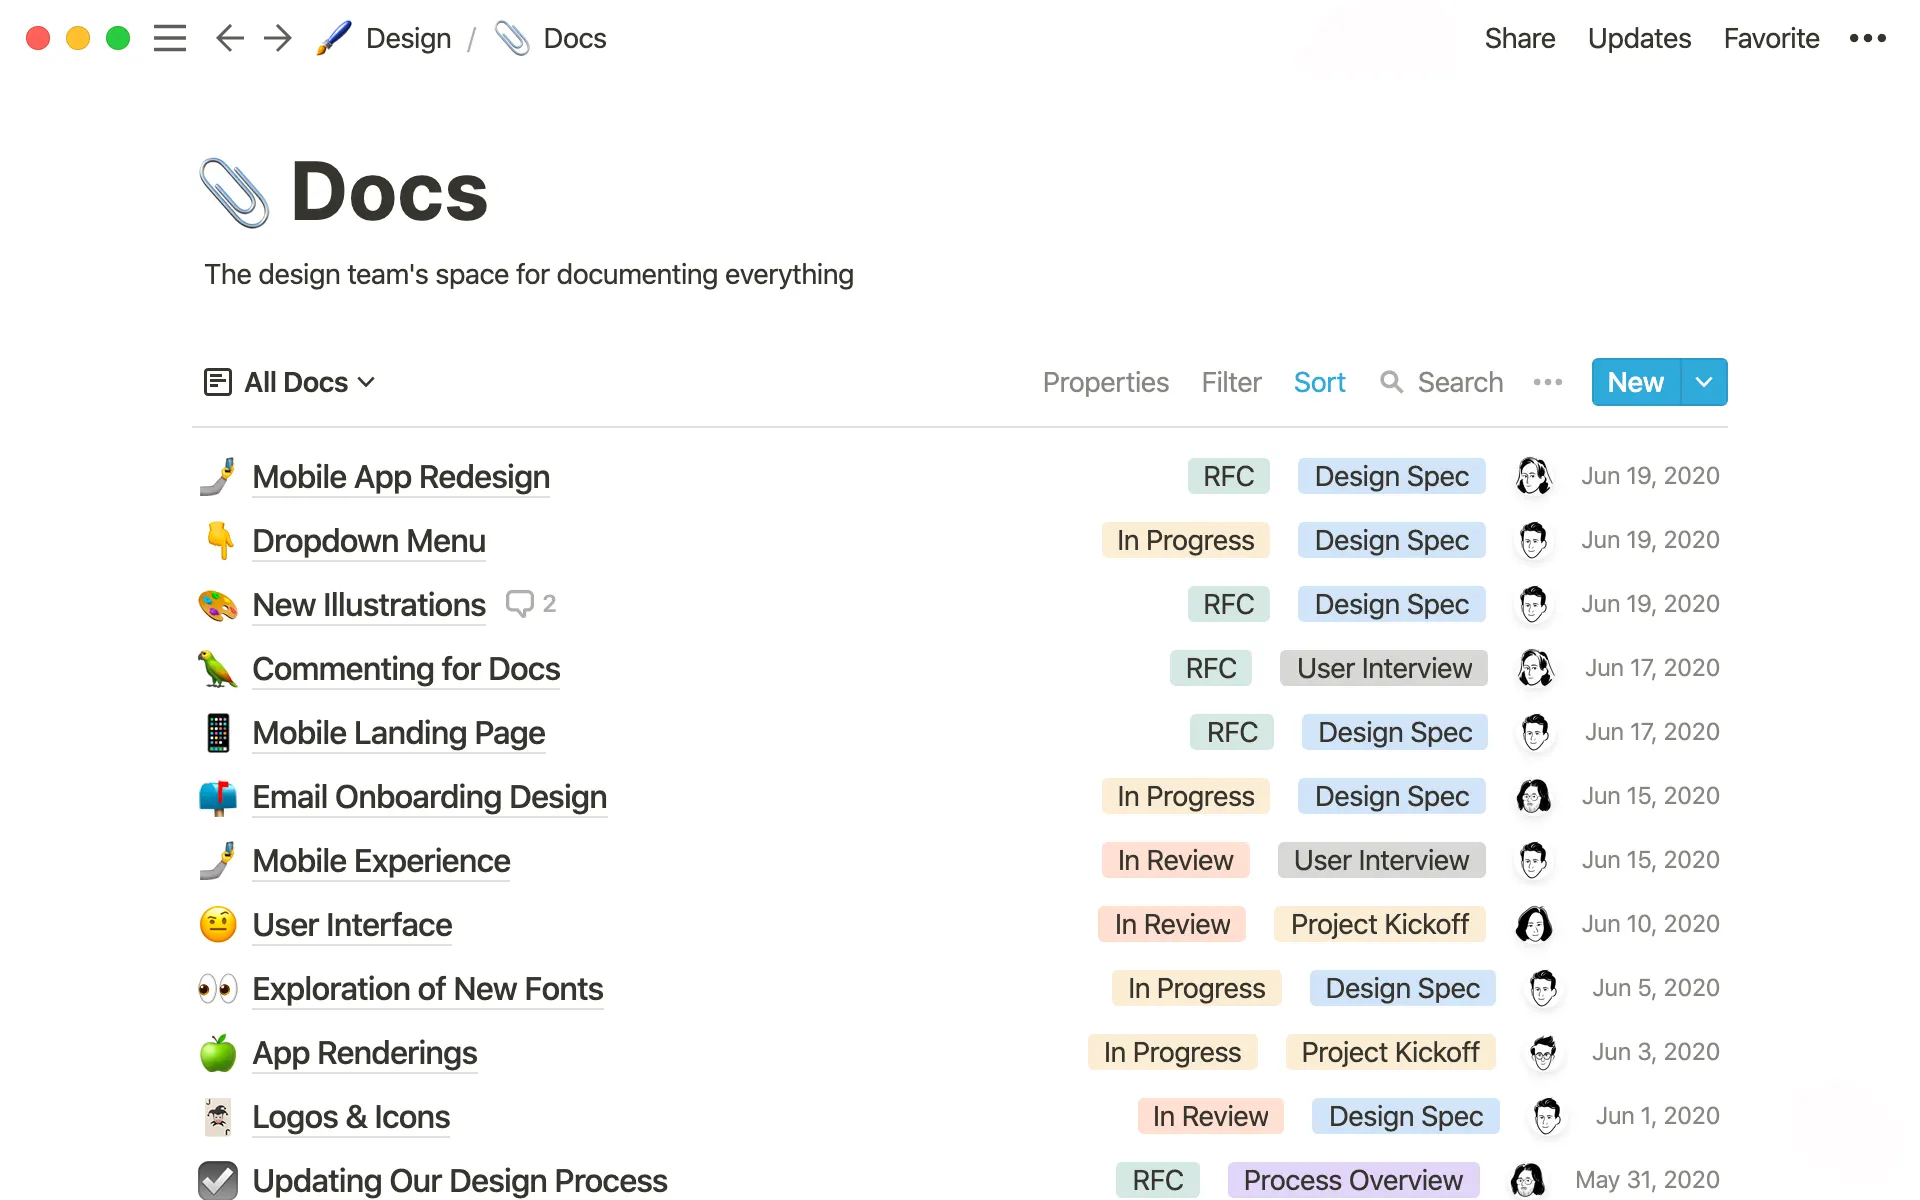 Design / Docs Share Updates Favorite
Docs
The design team's space for documenting everything
All Docs Properties Filter Sort Search New
Mobile App Redesign RFC Design Spec Jun 19, 2020
Dropdown Menu In Progress Design Spec Jun 19, 2020
New Illustrations 2 RFC Design Spec Jun 19, 2020
Commenting for Docs RFC User Interview Jun 17, 2020
Mobile Landing Page RFC Design Spec Jun 17, 2020
Email Onboarding Design In Progress Design Spec Jun 15, 2020
Mobile Experience In Review User Interview Jun 15, 2020
User Interface In Review Project Kickoff Jun 10, 2020
Exploration of New Fonts In Progress Design Spec Jun 5, 2020
App Renderings In Progress Project Kickoff Jun 3, 2020
Logos & Icons In Review Design Spec Jun 1, 2020
Updating Our Design Process RFC Process Overview May 31, 2020